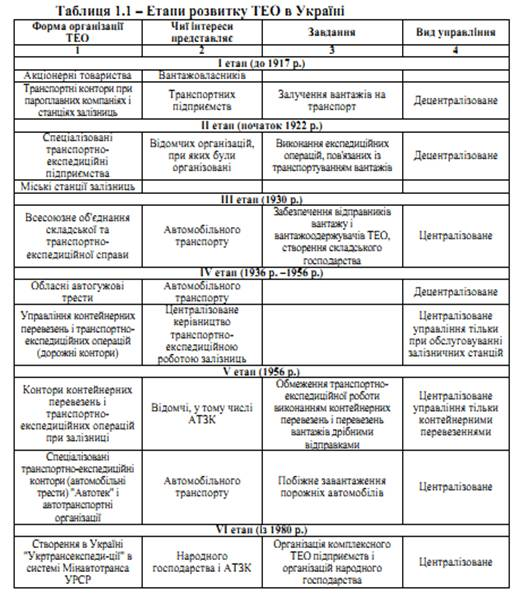 Таблиця 1.1 – Етапи розвитку ТЕО в Україні
Форма організації
ТЕО
Чиї інтереси
представляє
Завдання
Вид управління
1
2
3
4
I етап (до 1917 р.)
Акціонерні товариства
Вантажовласників
Транспортні контори при
пароплавних компаніях і
станціях залізниць
Транспортних
підприємств
Залучення вантажів на
транспорт
Децентралізоване
II етап (початок 1922 р.)
Спеціалізовані
транспортно-
експедиційні
підприємства
Відомчих організацій,
при яких були
організовані
Виконання експедиційних
операцій, пов'язаних із
транспортуванням вантажів
Децентралізоване
Міські станції залізниць
III етап (1930 р.)
Всесоюзне об'єднання
складської та
транспортно-
експедиційної справи
Автомобільного
транспорту
Забезпечення відправників
вантажу і
вантажоодержувачів ТЕО,
створення складського
господарства
Централізоване
IV етап (1936 р. –1956 р.)
Обласні автогужові
трести
Автомобільного
транспорту
Децентралізоване
Управління контейнерних
перевезень і транспортно-
експедиційних операцій
(дорожні контори)
Централізоване
керівництво
транспортно-
експедиційною
роботою залізниць
Централізоване
управління тільки
при обслуговуванні
залізничних станцій
V етап (1956 р.)
Контори контейнерних
перевезень і
транспортно-
експедиційних операцій
при залізниці
Відомчі, у тому числі
АТЗК
Обмеження транспортно-
експедиційної роботи
виконанням контейнерних
перевезень і перевезень
вантажів дрібними
відправками
Централізоване
управління тільки
контейнерними
перевезеннями
Спеціалізовані
транспортно-експедиційні
контори (автомобільні
трести) "Автотек" і
автотранспортні
організації
Автомобільного
транспорту
Побіжне завантаження
порожніх автомобілів
Централізоване
VI етап (із 1980 р.)
Створення в Україні
"Укртрансекспеди-ції" в
системі Мінавтотранса
УРСР
Народного
господарства і АТЗК
Організація комплексного
ТЕО підприємств і
організацій народного
господарства
Централізоване